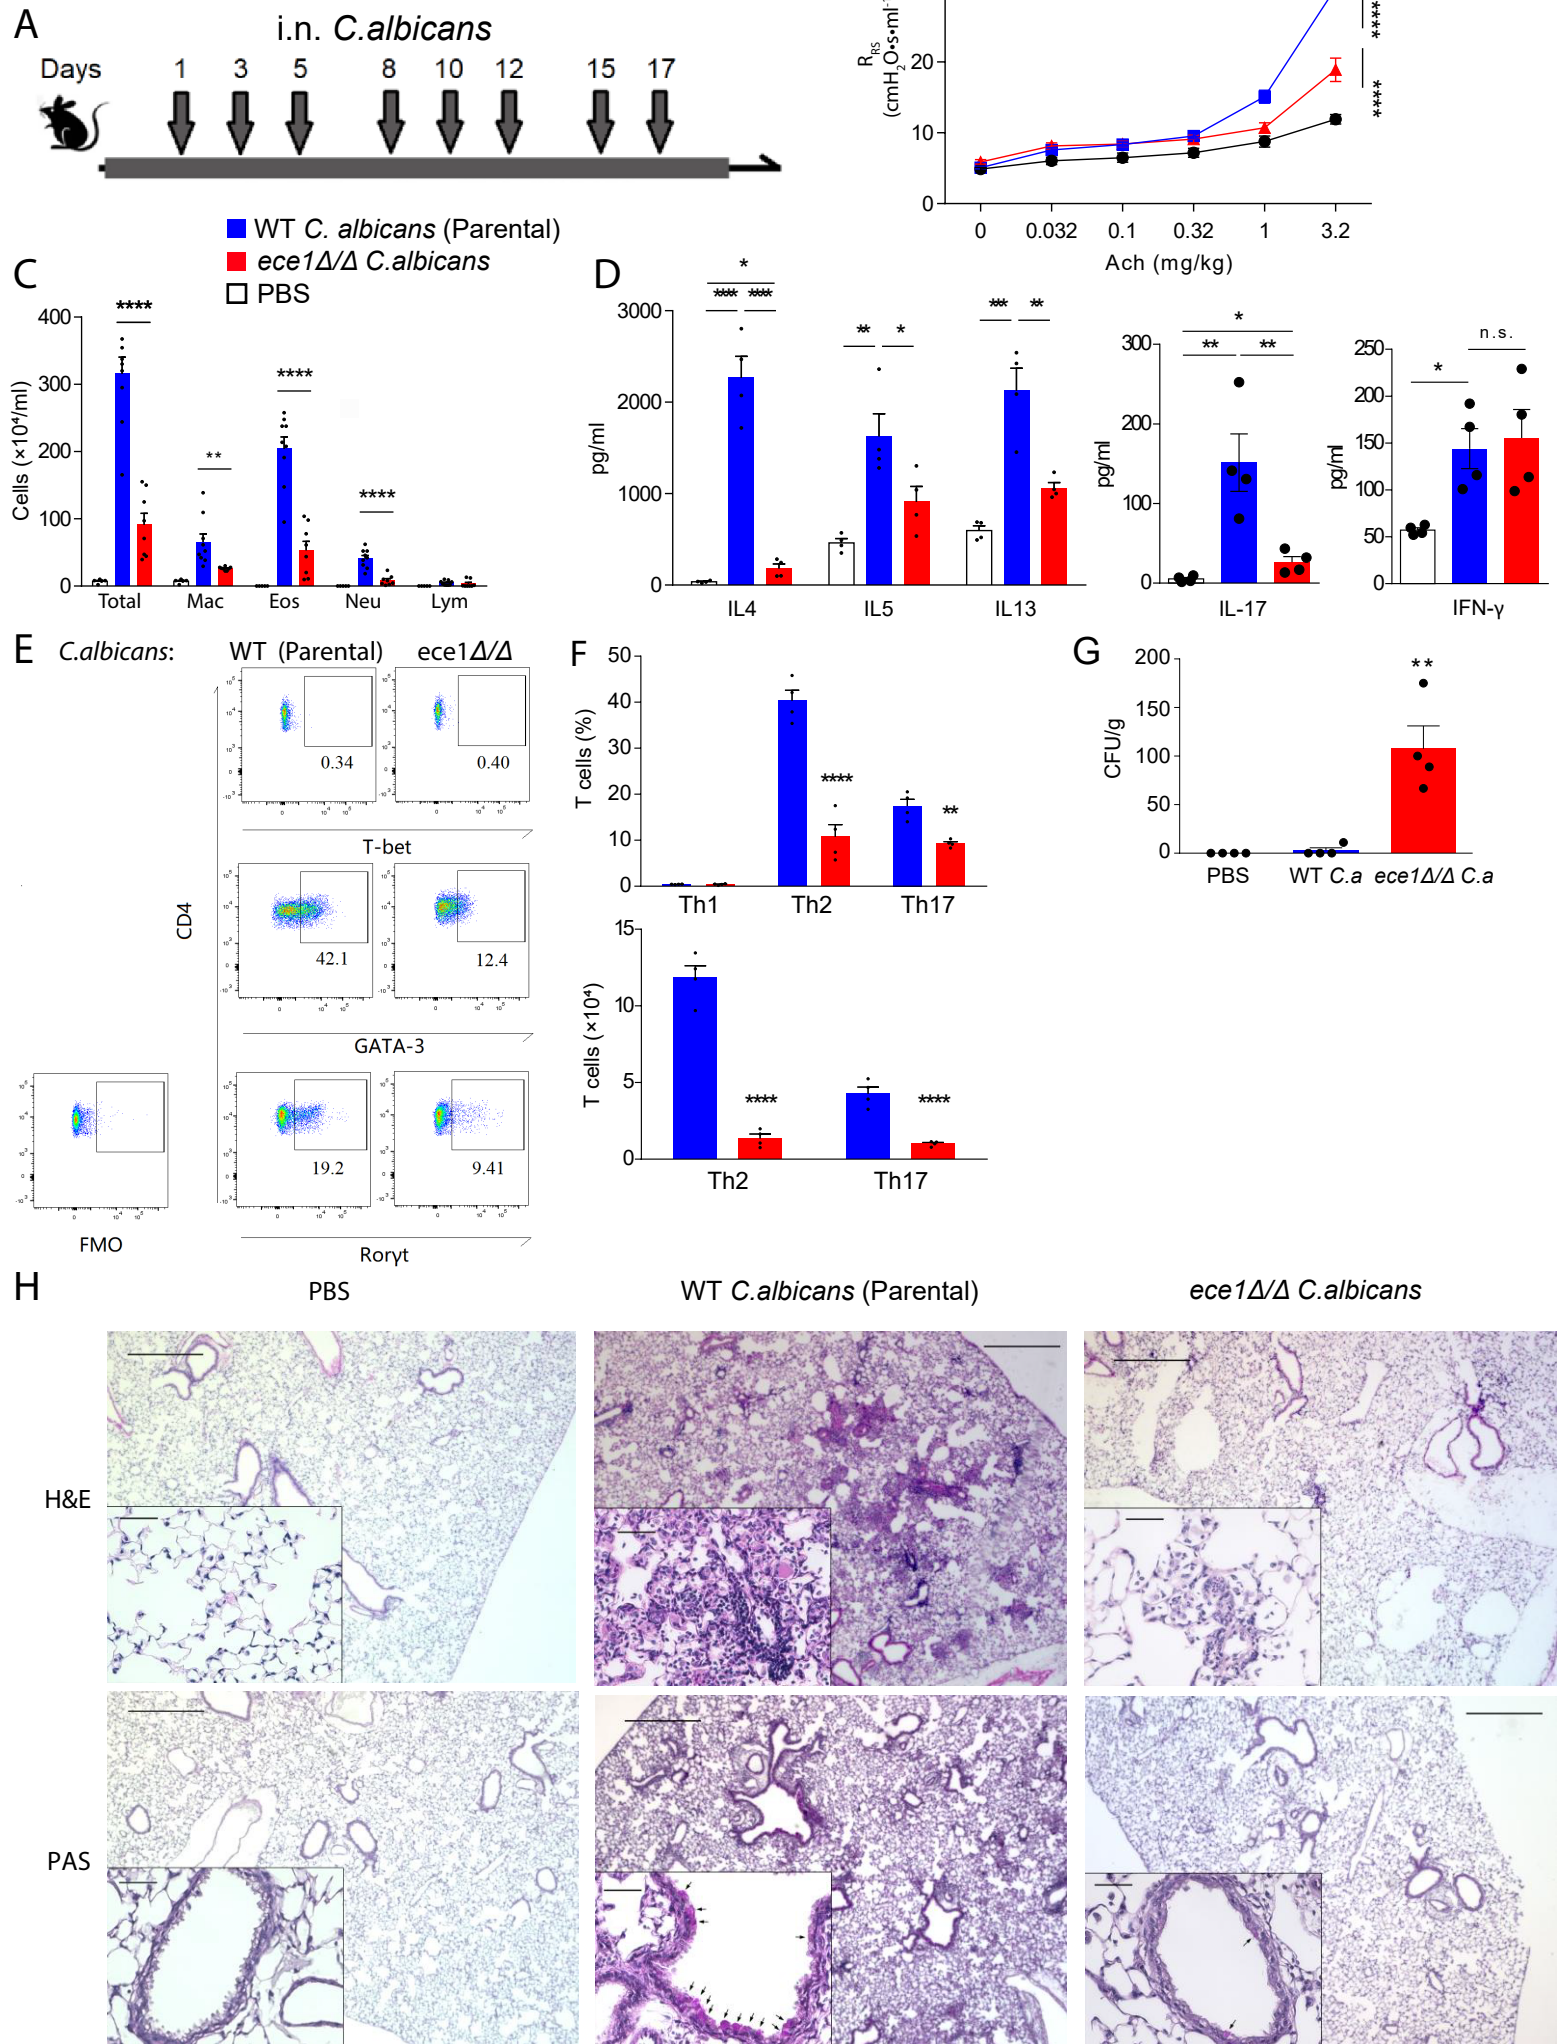 A
i.n. C.albicans
Days 1 3 5 8 10 12 15 17
R_RS
(cmH2O•s•ml-1
20
10
0
0 0.032 0.1 0.32 1 3.2
Ach (mg/kg)
****
****
WT C. albicans (Parental)
ece1Δ/Δ C.albicans
PBS
C
Cells (×10⁴/ml)
400
300
200
100
0
**** ** **** ****
Total Mac Eos Neu Lym
D
pg/ml
3000
2000
1000
0
*
**** ****
** *
*** **
IL4 IL5 IL13
pg/ml
300
200
100
0
*
** **
IL-17
pg/ml
250
200
150
100
50
0
* n.s.
IFN-γ
E
C.albicans: WT (Parental) ece1Δ/Δ
0.34 0.40
T-bet
CD4
42.1 12.4
GATA-3
19.2 9.41
FMO
Rorγt
F
T cells (%)
50
40
30
20
10
0
**** **
Th1 Th2 Th17
T cells (×10⁴)
15
10
5
0
**** ****
Th2 Th17
G
CFU/g
200
150
100
50
0
**
PBS WT C.a ece1Δ/Δ C.a
H
PBS WT C.albicans (Parental) ece1Δ/Δ C.albicans
H&E
PAS